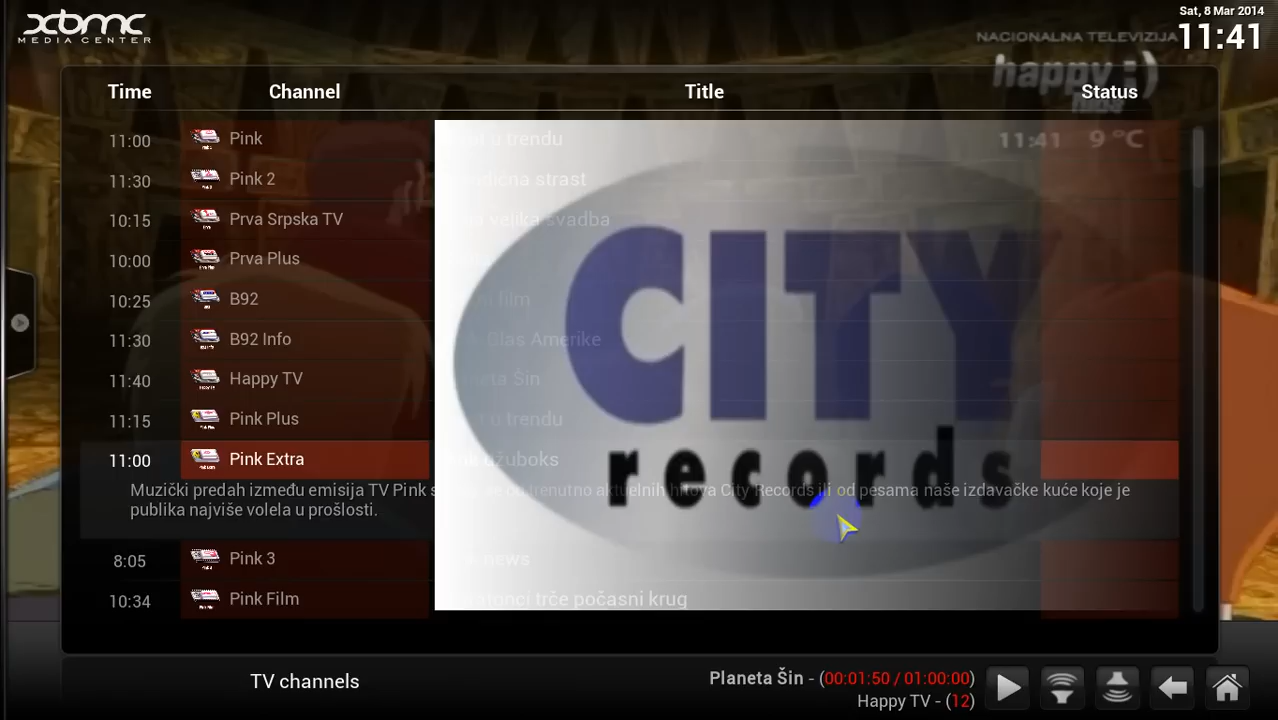 xbmc
MEDIA CENTER
Sat, 8 Mar 2014
11:41
NACIONALNA TELEVIZIJA
happy :)
Time Channel Title Status
11:41 9 °C
11:00 Pink u trendu
11:30 Pink 2 strast
10:15 Prva Srpska TV velika svadba
10:00 Prva Plus
10:25 B92 film
11:30 B92 Info Glas Amerike
11:40 Happy TV Šin
11:15 Pink Plus u trendu
11:00 Pink Extra džuboks
CITY
records
Muzički predah između emisija TV Pink trenutno aktuelnih City Records ili od pesama naše izdavačke kuće koje je
publika najviše volela u prošlosti.
8:05 Pink 3 news
10:34 Pink Film trče počasni krug
TV channels
Planeta Šin - (00:01:50 / 01:00:00)
Happy TV - (12)